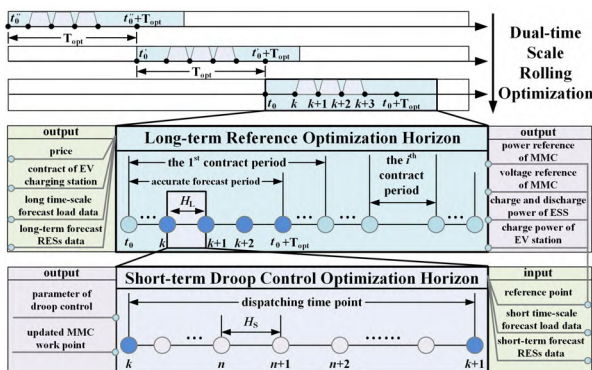 t″0 t″0+Topt
Topt
t′0 t′0+Topt
Topt
t0 k k+1 k+2 k+3 t0+Topt
Dual-time
Scale
Rolling
Optimization
output
price
contract of EV
charging station
long time-scale
forecast load data
long-term forecast
RESs data
Long-term Reference Optimization Horizon
the 1st contract period
the ith
contract
period
accurate forecast period
HL
t0 k k+1 k+2 t0+Topt
output
power reference
of MMC
voltage reference
of MMC
charge and discharge
power of ESS
charge power of
EV station
output
parameter of
droop control
updated MMC
work point
Short-term Droop Control Optimization Horizon
dispatching time point
HS
k n n+1 n+2 k+1
input
reference point
short time-scale
forecast load data
short-term forecast
RESs data